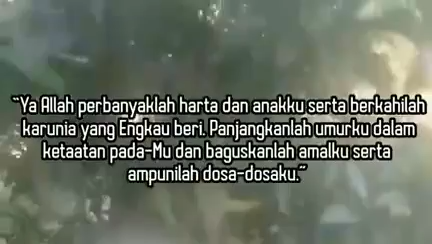 “Ya Allah perbanyaklah harta dan anakku serta berkahilah
karunia yang Engkau beri. Panjangkanlah umurku dalam
ketaatan pada-Mu dan baguskanlah amalku serta
ampunilah dosa-dosaku.”